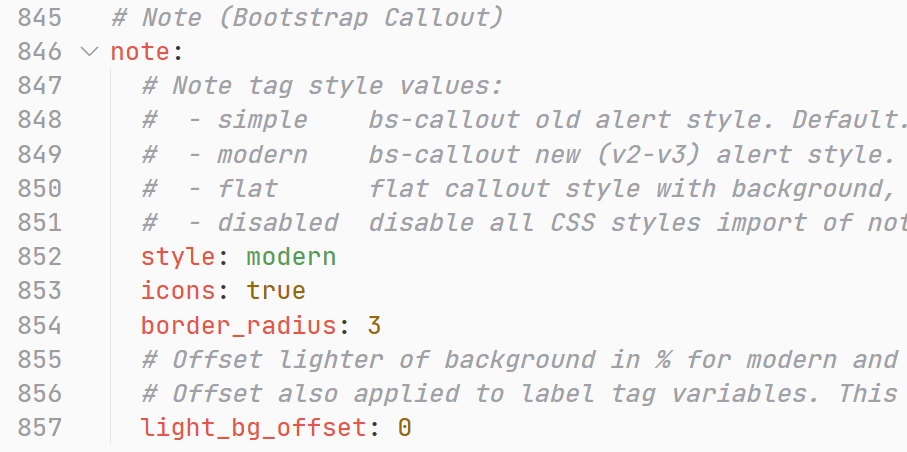 845 # Note (Bootstrap Callout)
846 note:
847 # Note tag style values:
848 #  - simple    bs-callout old alert style. Default.
849 #  - modern    bs-callout new (v2-v3) alert style.
850 #  - flat      flat callout style with background,
851 #  - disabled  disable all CSS styles import of not
852 style: modern
853 icons: true
854 border_radius: 3
855 # Offset lighter of background in % for modern and
856 # Offset also applied to label tag variables. This
857 light_bg_offset: 0